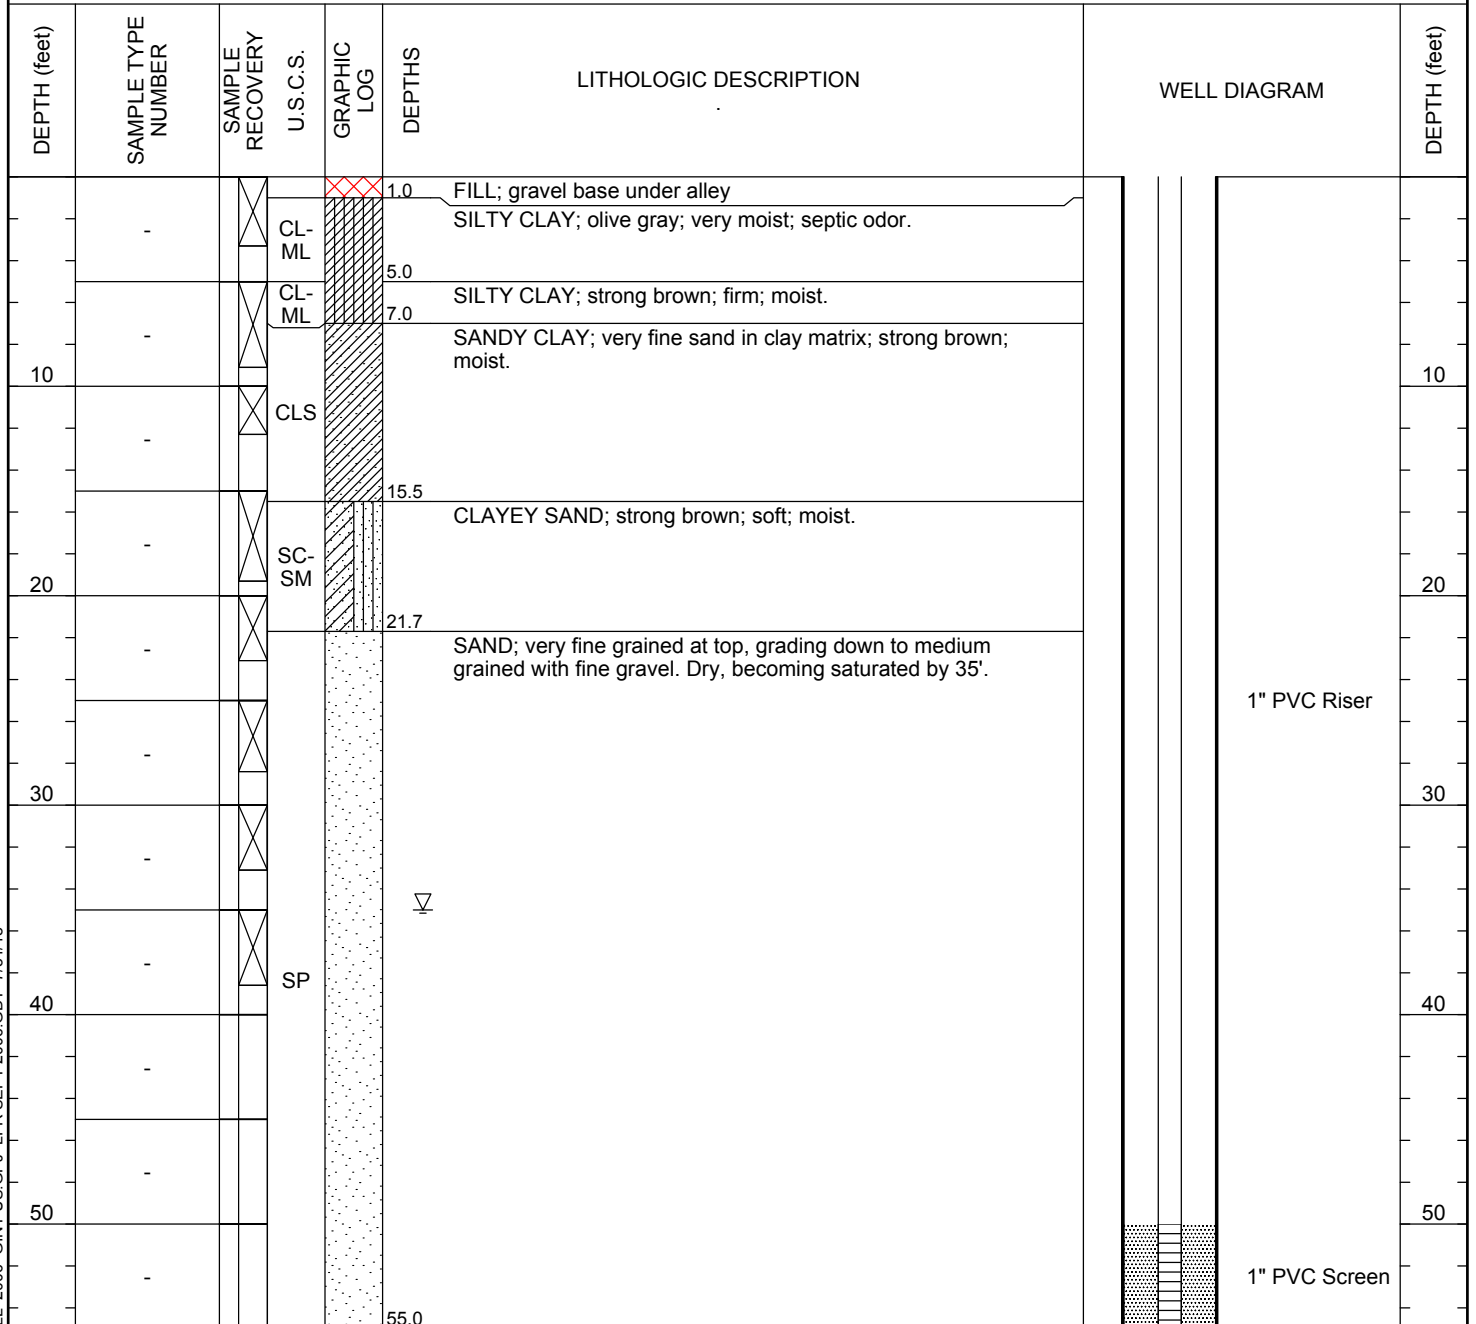 DEPTH (feet)
SAMPLE TYPE
NUMBER
SAMPLE
RECOVERY
U.S.C.S.
GRAPHIC
LOG
DEPTHS
LITHOLOGIC DESCRIPTION
.
WELL DIAGRAM
DEPTH (feet)
1.0
FILL; gravel base under alley
-
CL-
ML
SILTY CLAY; olive gray; very moist; septic odor.
5.0
CL-
ML
SILTY CLAY; strong brown; firm; moist.
7.0
-
SANDY CLAY; very fine sand in clay matrix; strong brown;
moist.
10
10
CLS
-
15.5
CLAYEY SAND; strong brown; soft; moist.
-
SC-
SM
20
20
21.7
-
SAND; very fine grained at top, grading down to medium
grained with fine gravel. Dry, becoming saturated by 35'.
1" PVC Riser
-
30
30
-
-
SP
40
40
-
-
50
50
-
1" PVC Screen
55.0